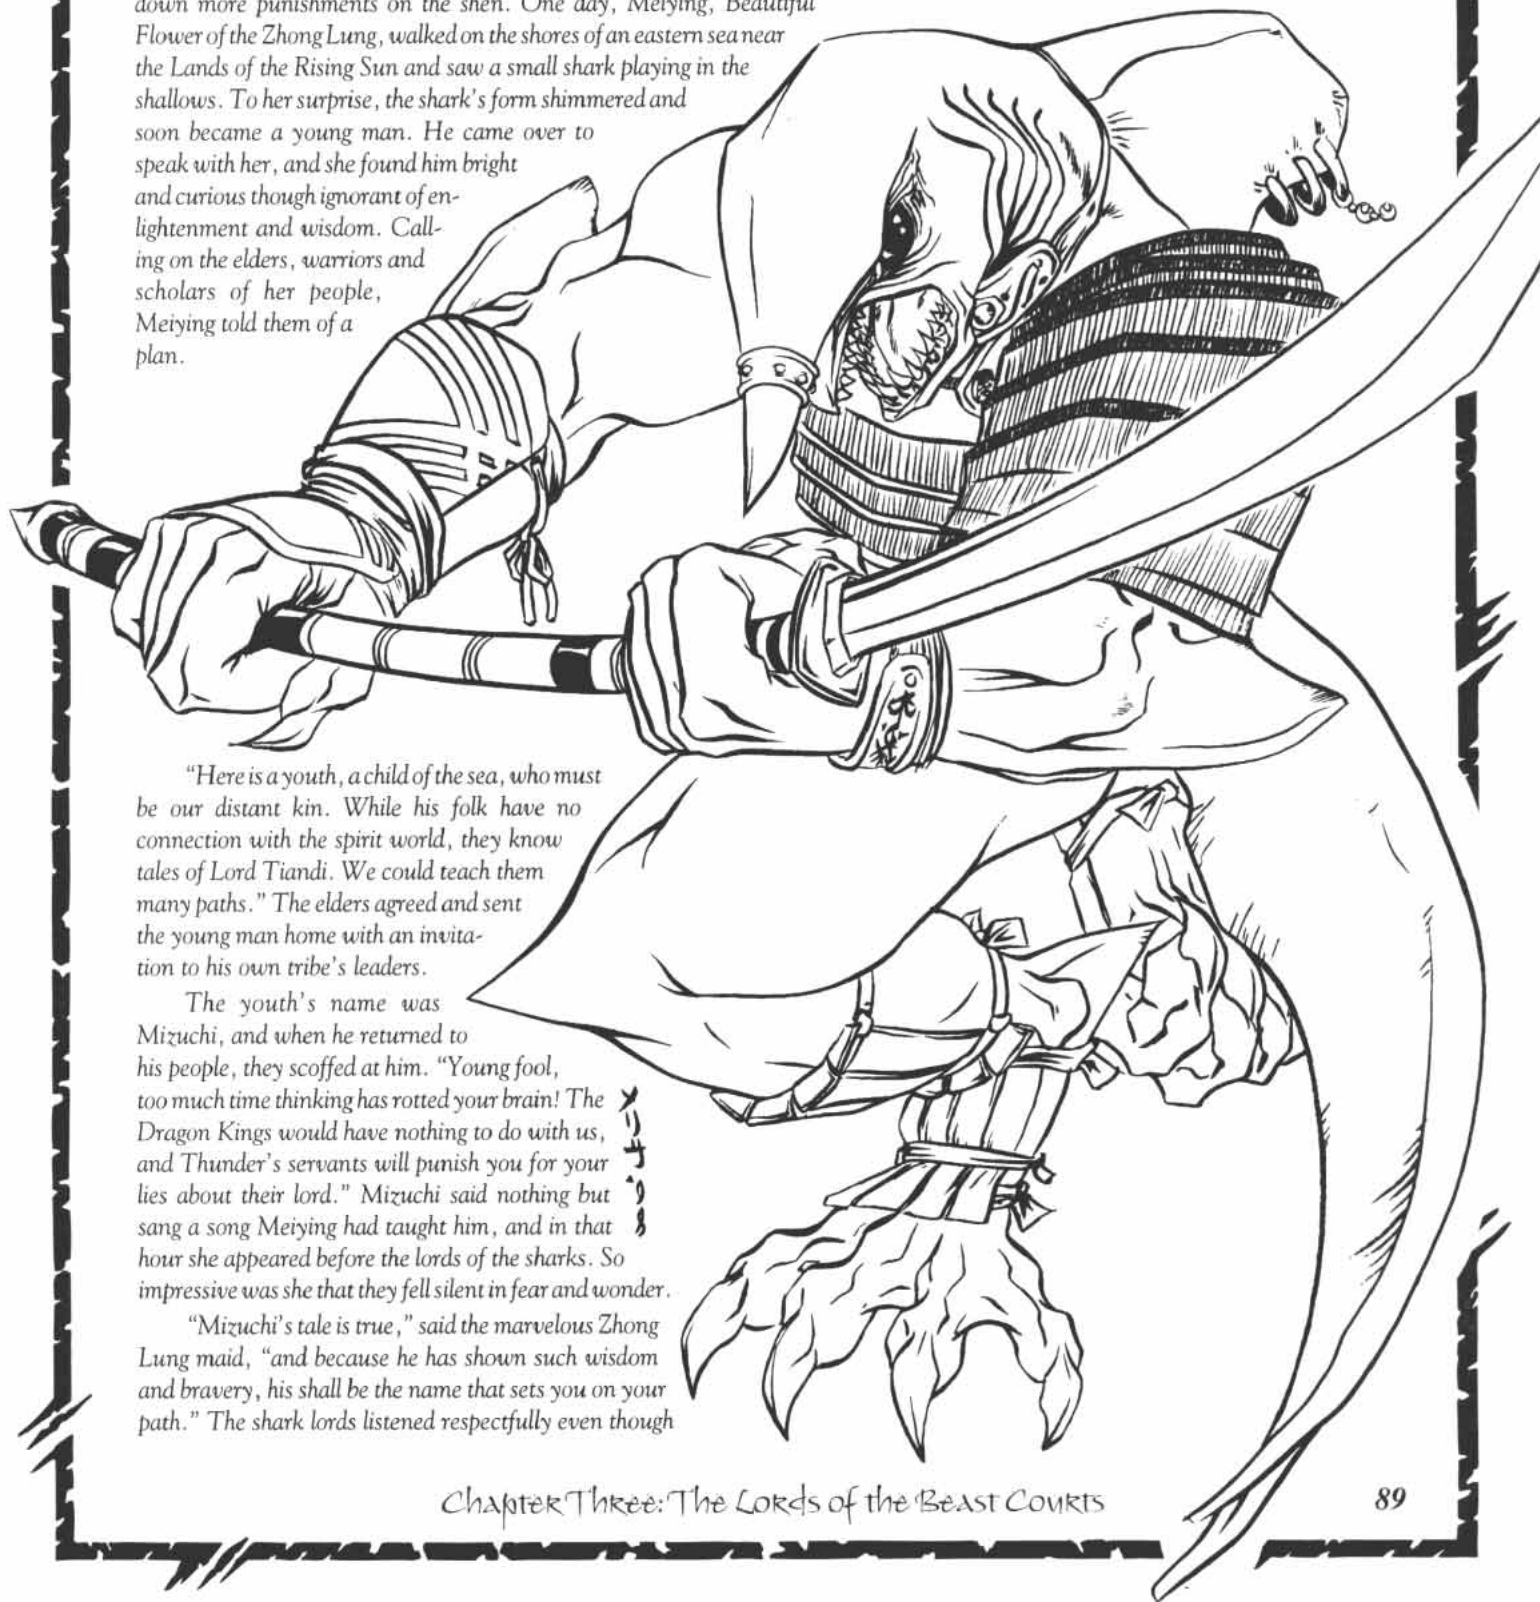 down more punishments on the shen. One day, Meiying, Beautiful
Flower of the Zhong Lung, walked on the shores of an eastern sea near
the Lands of the Rising Sun and saw a small shark playing in the
shallows. To her surprise, the shark's form shimmered and
soon became a young man. He came over to
speak with her, and she found him bright
and curious though ignorant of en-
lightenment and wisdom. Call-
ing on the elders, warriors and
scholars of her people,
Meiying told them of a
plan.
“Here is a youth, a child of the sea, who must
be our distant kin. While his folk have no
connection with the spirit world, they know
tales of Lord Tiandi. We could teach them
many paths.” The elders agreed and sent
the young man home with an invita-
tion to his own tribe's leaders.
The youth's name was
Mizuchi, and when he returned to
his people, they scoffed at him. “Young fool,
too much time thinking has rotted your brain! The
Dragon Kings would have nothing to do with us,
and Thunder's servants will punish you for your
lies about their lord.” Mizuchi said nothing but
sang a song Meiying had taught him, and in that
hour she appeared before the lords of the sharks. So
impressive was she that they fell silent in fear and wonder.
“Mizuchi's tale is true,” said the marvelous Zhong
Lung maid, “and because he has shown such wisdom
and bravery, his shall be the name that sets you on your
path.” The shark lords listened respectfully even though
Chapter Three: The Lords of the Beast Courts
89